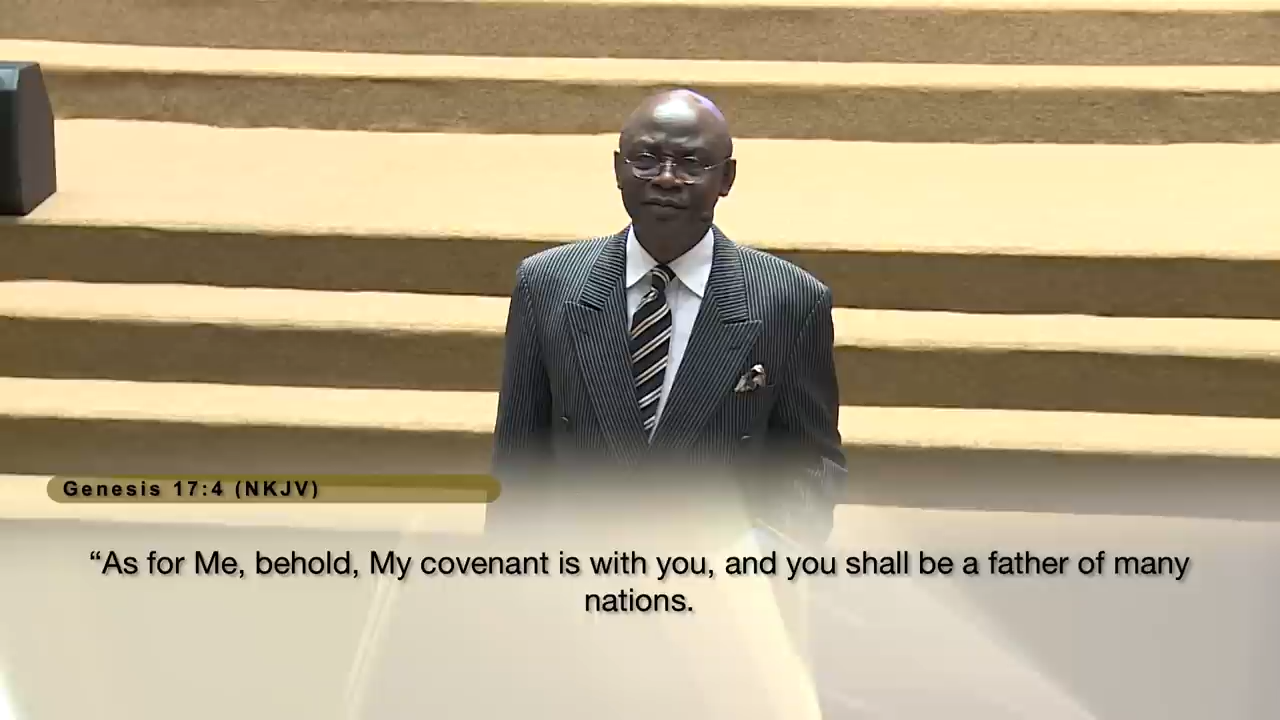 Genesis 17:4 (NKJV)
“As for Me, behold, My covenant is with you, and you shall be a father of many
nations.